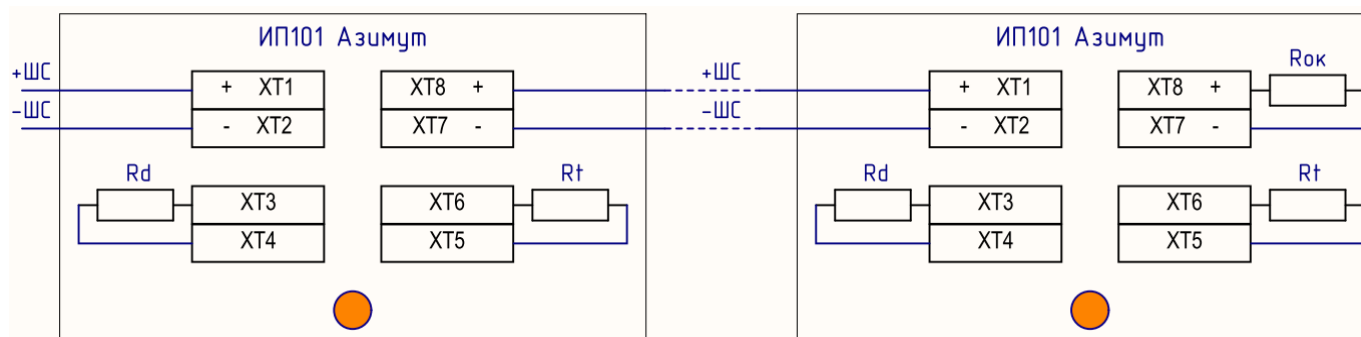 ИП101 Азимут
+ШС
-ШС
+ XT1
- XT2
XT8 +
XT7 -
Rd
XT3
XT4
Rt
XT6
XT5
+ШС
-ШС
ИП101 Азимут
+ XT1
- XT2
XT8 +
XT7 -
Rок
Rd
XT3
XT4
Rt
XT6
XT5